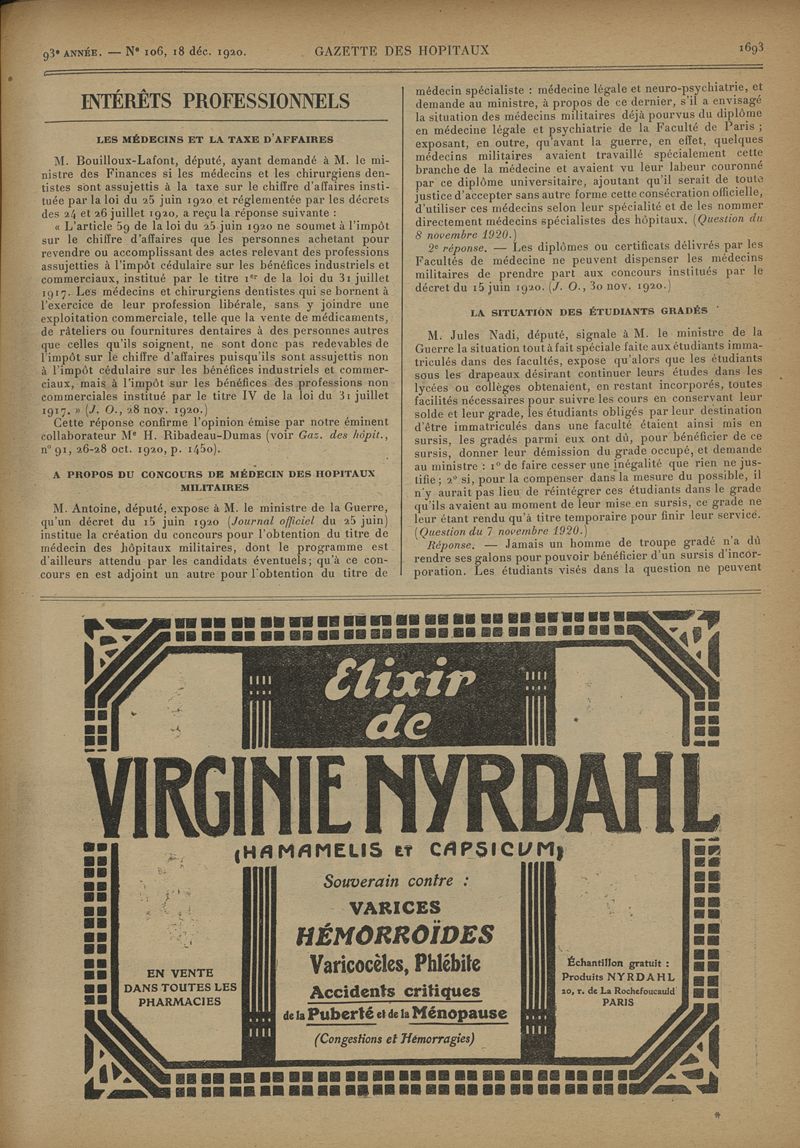 93e ANNÉE. — N° 106, 18 déc. 1920.
GAZETTE DES HOPITAUX
1693
INTÉRÊTS PROFESSIONNELS
LES MÉDECINS ET LA TAXE D'AFFAIRES
M. Bouilloux-Lafont, député, ayant demandé à M. le mi-
nistre des Finances si les médecins et les chirurgiens den-
tistes sont assujettis à la taxe sur le chiffre d'affaires insti-
tuée par la loi du 25 juin 1920 et réglementée par les décrets
des 24 et 26 juillet 1920, a reçu la réponse suivante :
« L'article 59 de la loi du 25 juin 1920 ne soumet à l'impôt
sur le chiffre d'affaires que les personnes achetant pour
revendre ou accomplissant des actes relevant des professions
assujetties à l'impôt cédulaire sur les bénéfices industriels et
commerciaux, institué par le titre 1er de la loi du 31 juillet
1917. Les médecins et chirurgiens dentistes qui se bornent à
l'exercice de leur profession libérale, sans y joindre une
exploitation commerciale, telle que la vente de médicaments,
de râteliers ou fournitures dentaires à des personnes autres
que celles qu'ils soignent, ne sont donc pas redevables de
l'impôt sur le chiffre d'affaires puisqu'ils sont assujettis non
à l'impôt cédulaire sur les bénéfices industriels et commer-
ciaux, mais à l'impôt sur les bénéfices des professions non
commerciales institué par le titre IV de la loi du 31 juillet
1917. » (J. O., 28 nov. 1920.)
Cette réponse confirme l'opinion émise par notre éminent
collaborateur Me H. Ribadeau-Dumas (voir Gaz. des hôpit.,
n° 91, 26-28 oct. 1920, p. 1450).
A PROPOS DU CONCOURS DE MÉDECIN DES HOPITAUX
MILITAIRES
M. Antoine, député, expose à M. le ministre de la Guerre,
qu'un décret du 15 juin 1920 (Journal officiel du 25 juin)
institue la création du concours pour l'obtention du titre de
médecin des hôpitaux militaires, dont le programme est
d'ailleurs attendu par les candidats éventuels; qu'à ce con-
cours en est adjoint un autre pour l'obtention du titre de
médecin spécialiste : médecine légale et neuro-psychiatrie, et
demande au ministre, à propos de ce dernier, s'il a envisagé
la situation des médecins militaires déjà pourvus du diplôme
en médecine légale et psychiatrie de la Faculté de Paris ;
exposant, en outre, qu'avant la guerre, en effet, quelques
médecins militaires avaient travaillé spécialement cette
branche de la médecine et avaient vu leur labeur couronné
par ce diplôme universitaire, ajoutant qu'il serait de toute
justice d'accepter sans autre forme cette consécration officielle,
d'utiliser ces médecins selon leur spécialité et de les nommer
directement médecins spécialistes des hôpitaux. (Question du
8 novembre 1920.)
2e réponse. — Les diplômes ou certificats délivrés par les
Facultés de médecine ne peuvent dispenser les médecins
militaires de prendre part aux concours institués par le
décret du 15 juin 1920. (J. O., 30 nov. 1920.)
LA SITUATION DES ÉTUDIANTS GRADÉS
M. Jules Nadi, député, signale à M. le ministre de la
Guerre la situation tout à fait spéciale faite aux étudiants imma-
triculés dans des facultés, expose qu'alors que les étudiants
sous les drapeaux désirant continuer leurs études dans les
lycées ou collèges obtenaient, en restant incorporés, toutes
facilités nécessaires pour suivre les cours en conservant leur
solde et leur grade, les étudiants obligés par leur destination
d'être immatriculés dans une faculté étaient ainsi mis en
sursis, les gradés parmi eux ont dû, pour bénéficier de ce
sursis, donner leur démission du grade occupé, et demande
au ministre : 1° de faire cesser une inégalité que rien ne jus-
tifie ; 2° si, pour la compenser dans la mesure du possible, il
n'y aurait pas lieu de réintégrer ces étudiants dans le grade
qu'ils avaient au moment de leur mise en sursis, ce grade ne
leur étant rendu qu'à titre temporaire pour finir leur service.
(Question du 7 novembre 1920.)
Réponse. — Jamais un homme de troupe gradé n'a dû
rendre ses galons pour pouvoir bénéficier d'un sursis d'incor-
poration. Les étudiants visés dans la question ne peuvent
Elixir
de
VIRGINIE NYRDAHL
(HAMAMELIS ET CAPSICUM)
Souverain contre :
VARICES
HÉMORROÏDES
Varicocèles, Phlébite
Accidents critiques
de la Puberté et de la Ménopause
(Congestions et Hémorragies)
EN VENTE
DANS TOUTES LES
PHARMACIES
Échantillon gratuit :
Produits NYRDAHL
20, r. de La Rochefoucauld
PARIS
*